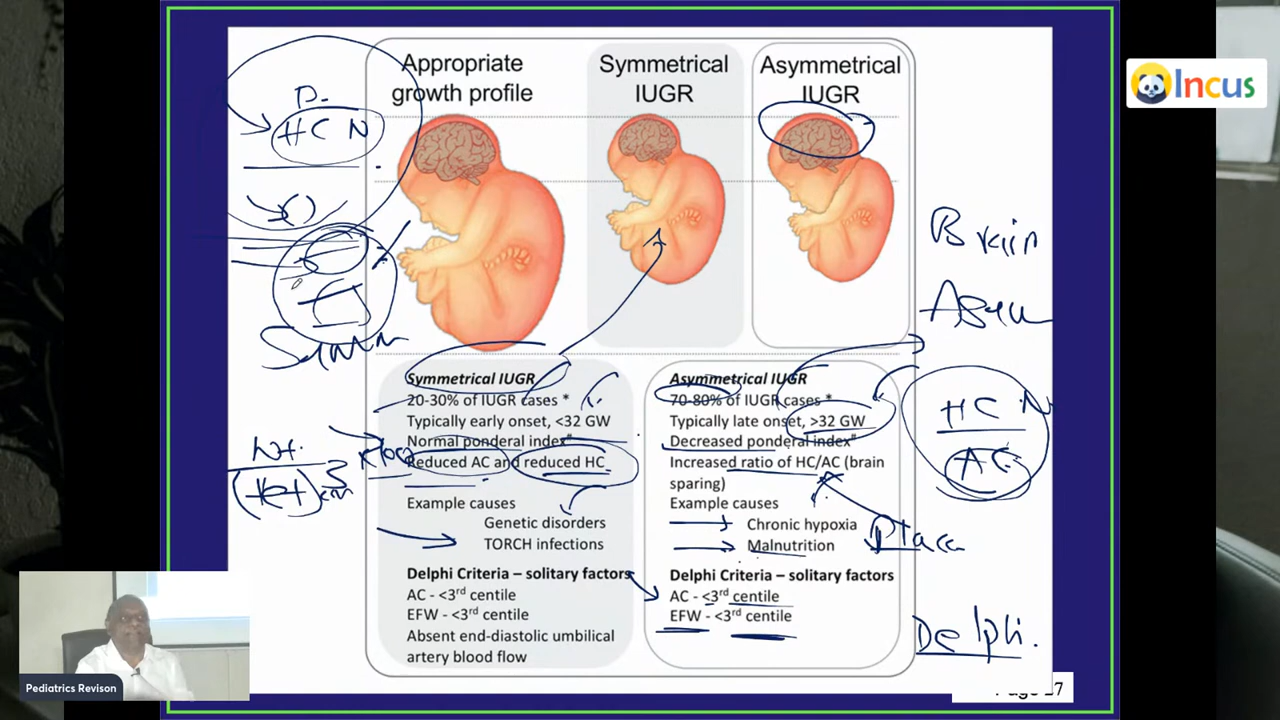 Incus
Appropriate
growth profile
Symmetrical
IUGR
Asymmetrical
IUGR
HC N
Brain
Symmetrical IUGR
20-30% of IUGR cases *
Typically early onset, <32 GW
Normal ponderal index#
Reduced AC and reduced HC
Example causes
Genetic disorders
TORCH infections
Delphi Criteria – solitary factors
AC - <3rd centile
EFW - <3rd centile
Absent end-diastolic umbilical
artery blood flow
Asymmetrical IUGR
70-80% of IUGR cases *
Typically late onset, >32 GW
Decreased ponderal index#
Increased ratio of HC/AC (brain
sparing)
Example causes
Chronic hypoxia
Malnutrition
Delphi Criteria – solitary factors
AC - <3rd centile
EFW - <3rd centile
HC N
AC
Delphi.
Pediatrics Revison